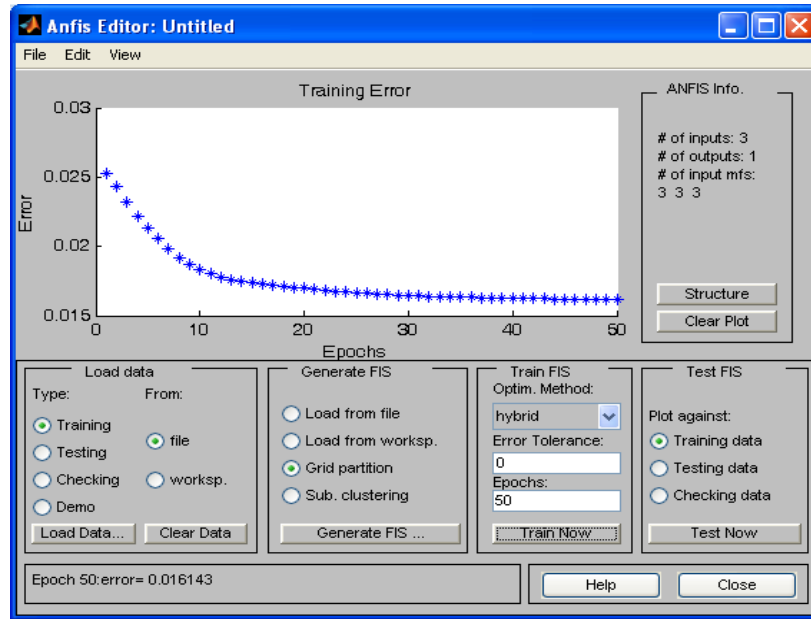 Anfis Editor: Untitled
File Edit View
Training Error
0.03
0.025
0.02
0.015
Error
0 10 20 30 40 50
Epochs
ANFIS Info.
# of inputs: 3
# of outputs: 1
# of input mfs:
3 3 3
Structure
Clear Plot
Load data
Type: From:
Training
Testing
Checking
Demo
file
worksp.
Load Data... Clear Data
Generate FIS
Load from file
Load from worksp.
Grid partition
Sub. clustering
Generate FIS ...
Train FIS
Optim. Method:
hybrid
Error Tolerance:
0
Epochs:
50
Train Now
Test FIS
Plot against:
Training data
Testing data
Checking data
Test Now
Epoch 50:error= 0.016143
Help Close